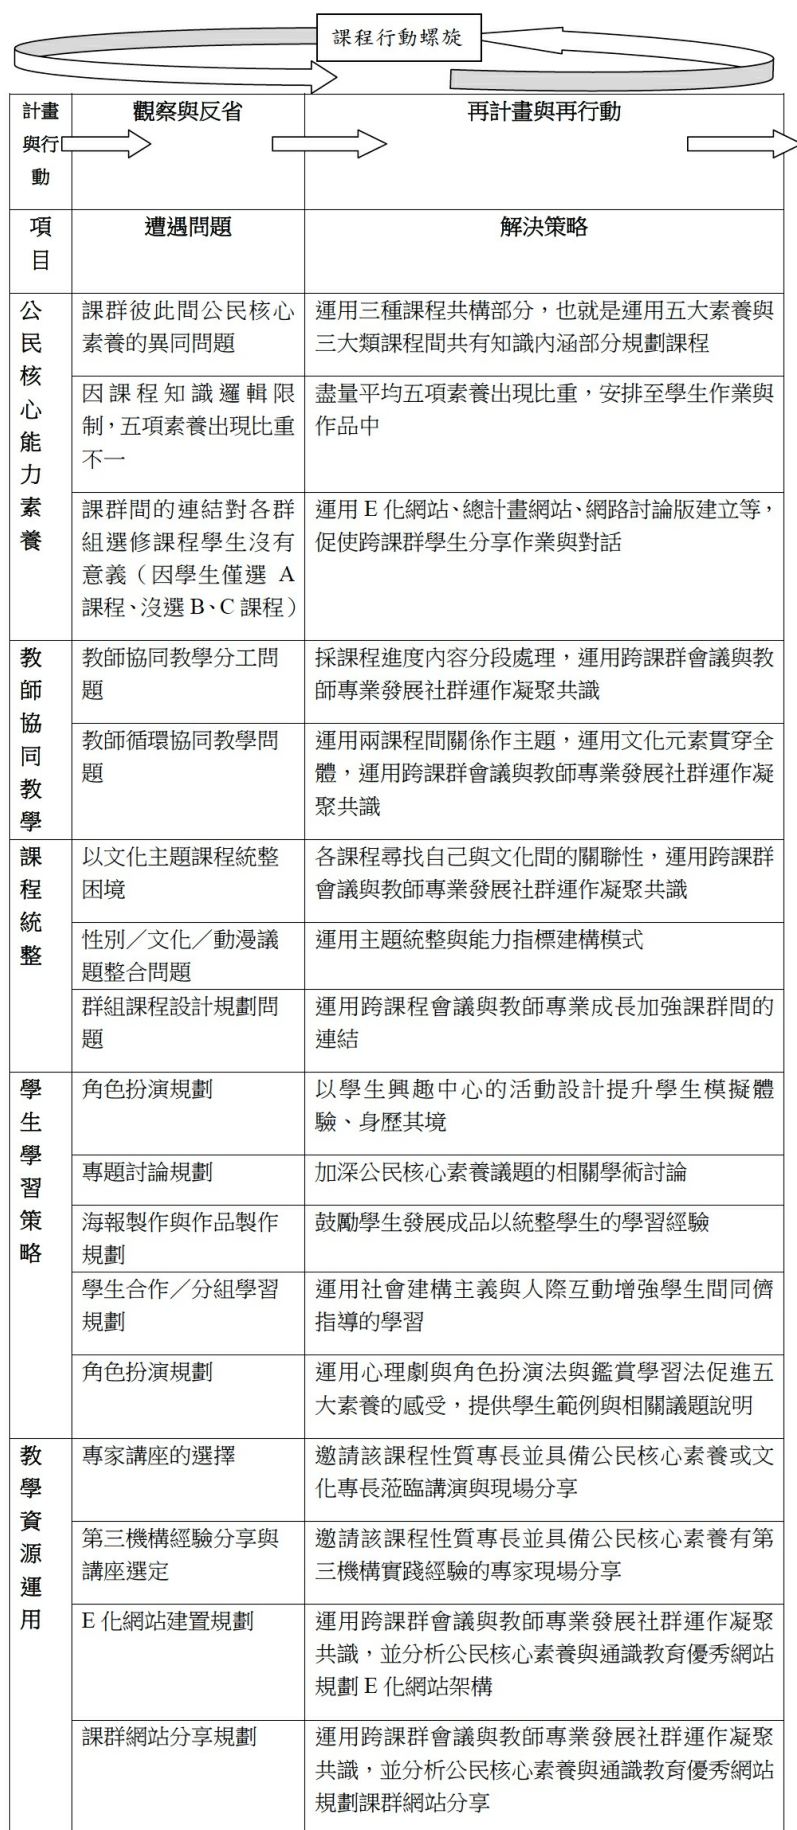 課程行動螺旋
計畫
與行
動
觀察與反省
再計畫與再行動
項
目
遭遇問題
解決策略
公
民
核
心
能
力
素
養
課群彼此間公民核心
素養的異同問題
運用三種課程共構部分，也就是運用五大素養與
三大類課程間共有知識內涵部分規劃課程
因課程知識邏輯限
制，五項素養出現比重
不一
盡量平均五項素養出現比重，安排至學生作業與
作品中
課群間的連結對各群
組選修課程學生沒有
意義（因學生僅選 A
課程、沒選 B、C 課程）
運用 E 化網站、總計畫網站、網路討論版建立等，
促使跨課群學生分享作業與對話
教
師
協
同
教
學
教師協同教學分工問
題
採課程進度內容分段處理，運用跨課群會議與教
師專業發展社群運作凝聚共識
教師循環協同教學問
題
運用兩課程間關係作主題，運用文化元素貫穿全
體，運用跨課群會議與教師專業發展社群運作凝
聚共識
課
程
統
整
以文化主題課程統整
困境
各課程尋找自己與文化間的關聯性，運用跨課群
會議與教師專業發展社群運作凝聚共識
性別／文化／動漫議
題整合問題
運用主題統整與能力指標建構模式
群組課程設計規劃問
題
運用跨課程會議與教師專業成長加強課群間的
連結
學
生
學
習
策
略
角色扮演規劃
以學生興趣中心的活動設計提升學生模擬體
驗、身歷其境
專題討論規劃
加深公民核心素養議題的相關學術討論
海報製作與作品製作
規劃
鼓勵學生發展成品以統整學生的學習經驗
學生合作／分組學習
規劃
運用社會建構主義與人際互動增強學生間同儕
指導的學習
角色扮演規劃
運用心理劇與角色扮演法與鑑賞學習法促進五
大素養的感受，提供學生範例與相關議題說明
教
學
資
源
運
用
專家講座的選擇
邀請該課程性質專長並具備公民核心素養或文
化專長蒞臨講演與現場分享
第三機構經驗分享與
講座選定
邀請該課程性質專長並具備公民核心素養有第
三機構實踐經驗的專家現場分享
E 化網站建置規劃
運用跨課群會議與教師專業發展社群運作凝聚
共識，並分析公民核心素養與通識教育優秀網站
規劃 E 化網站架構
課群網站分享規劃
運用跨課群會議與教師專業發展社群運作凝聚
共識，並分析公民核心素養與通識教育優秀網站
規劃課群網站分享